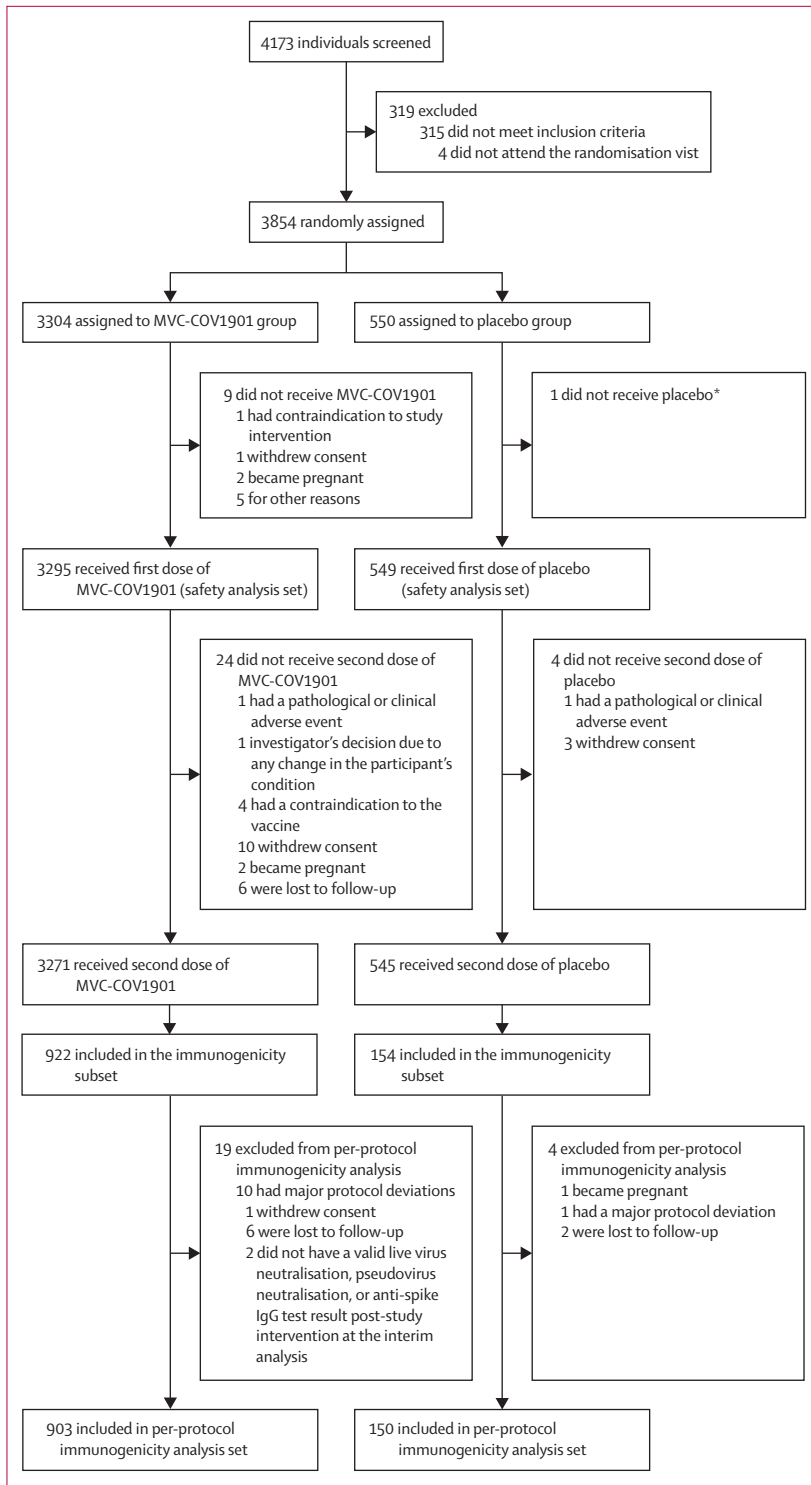 4173 individuals screened
319 excluded
315 did not meet inclusion criteria
4 did not attend the randomisation vist
3854 randomly assigned
3304 assigned to MVC-COV1901 group
550 assigned to placebo group
9 did not receive MVC-COV1901
1 had contraindication to study
intervention
1 withdrew consent
2 became pregnant
5 for other reasons
1 did not receive placebo*
3295 received first dose of
MVC-COV1901 (safety analysis set)
549 received first dose of placebo
(safety analysis set)
24 did not receive second dose of
MVC-COV1901
1 had a pathological or clinical
adverse event
1 investigator's decision due to
any change in the participant's
condition
4 had a contraindication to the
vaccine
10 withdrew consent
2 became pregnant
6 were lost to follow-up
4 did not receive second dose of
placebo
1 had a pathological or clinical
adverse event
3 withdrew consent
3271 received second dose of
MVC-COV1901
545 received second dose of placebo
922 included in the immunogenicity
subset
154 included in the immunogenicity
subset
19 excluded from per-protocol
immunogenicity analysis
10 had major protocol deviations
1 withdrew consent
6 were lost to follow-up
2 did not have a valid live virus
neutralisation, pseudovirus
neutralisation, or anti-spike
IgG test result post-study
intervention at the interim
analysis
4 excluded from per-protocol
immunogenicity analysis
1 became pregnant
1 had a major protocol deviation
2 were lost to follow-up
903 included in per-protocol
immunogenicity analysis set
150 included in per-protocol
immunogenicity analysis set